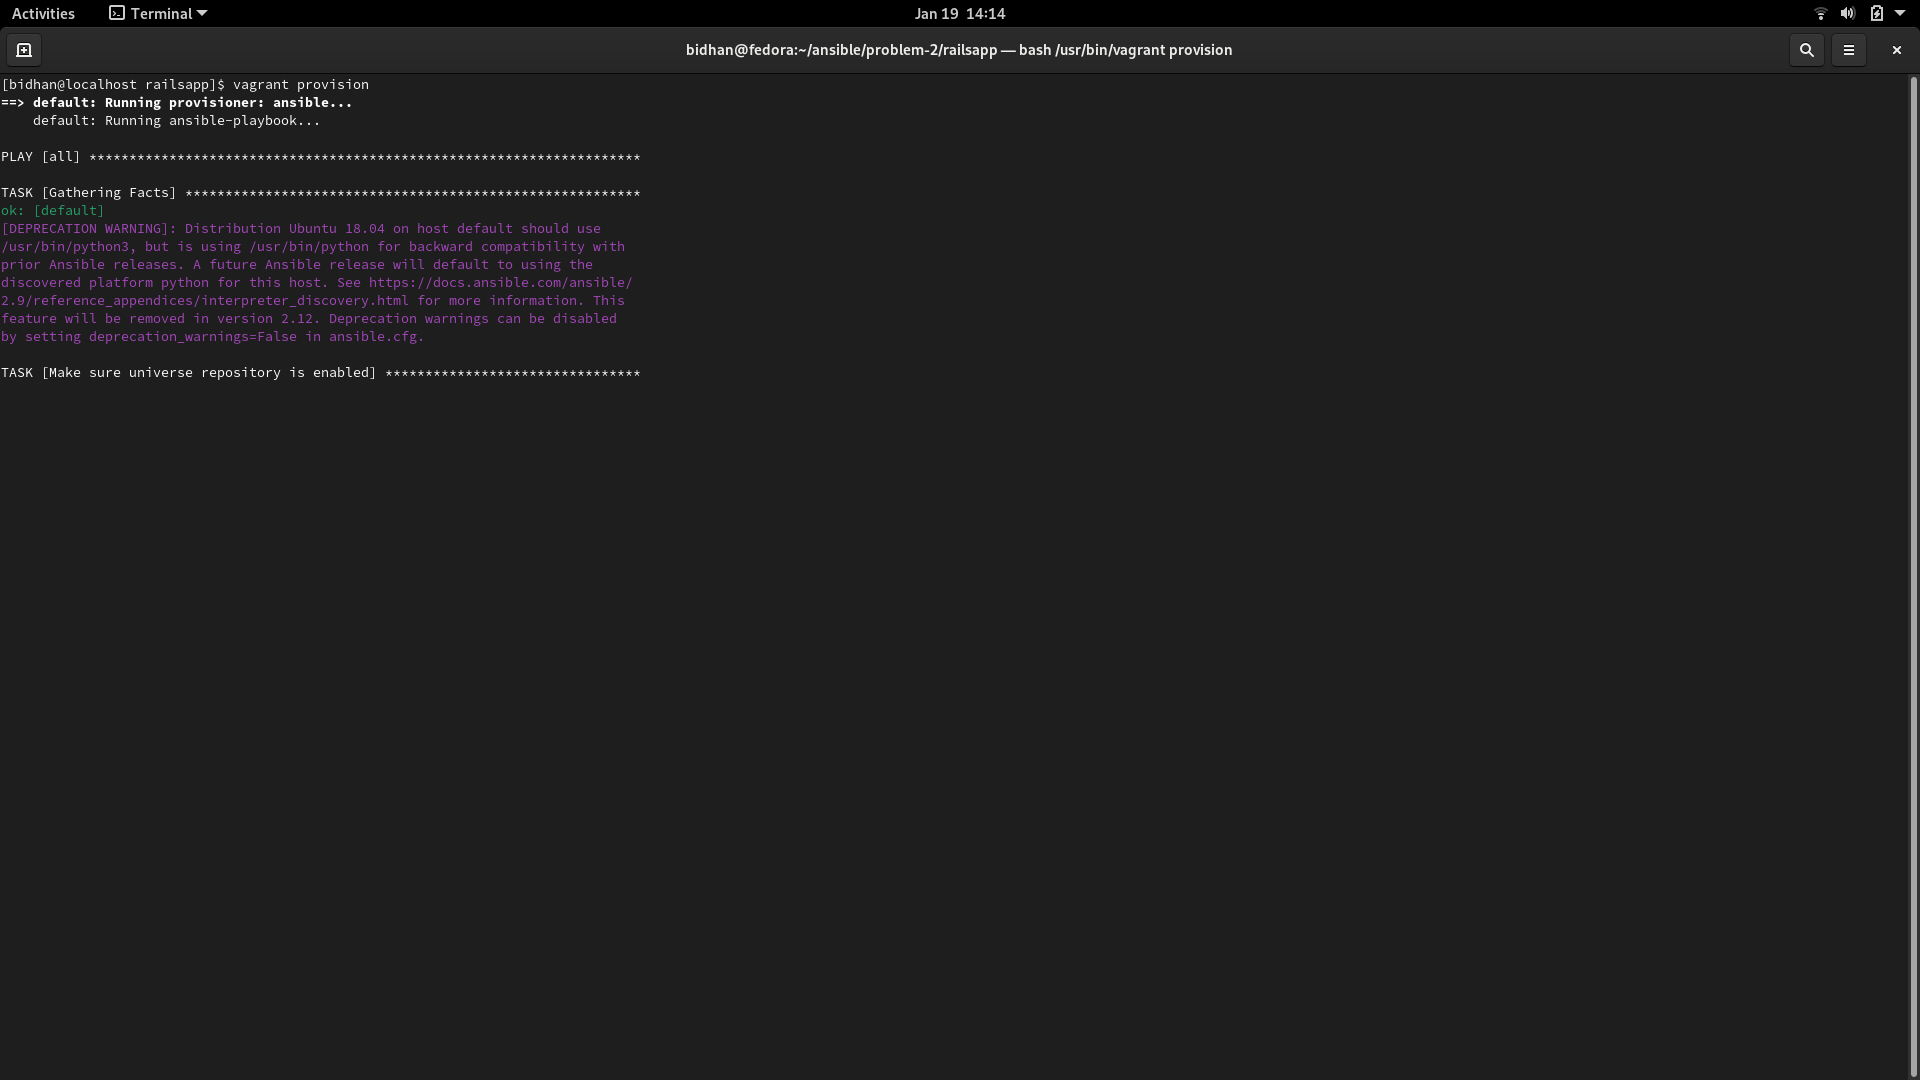 Activities Terminal Jan 19 14:14
bidhan@fedora:~/ansible/problem-2/railsapp — bash /usr/bin/vagrant provision
[bidhan@localhost railsapp]$ vagrant provision
==> default: Running provisioner: ansible...
    default: Running ansible-playbook...
PLAY [all] *********************************************************************
TASK [Gathering Facts] *********************************************************
ok: [default]
[DEPRECATION WARNING]: Distribution Ubuntu 18.04 on host default should use
/usr/bin/python3, but is using /usr/bin/python for backward compatibility with
prior Ansible releases. A future Ansible release will default to using the
discovered platform python for this host. See https://docs.ansible.com/ansible/
2.9/reference_appendices/interpreter_discovery.html for more information. This
feature will be removed in version 2.12. Deprecation warnings can be disabled
by setting deprecation_warnings=False in ansible.cfg.
TASK [Make sure universe repository is enabled] ********************************